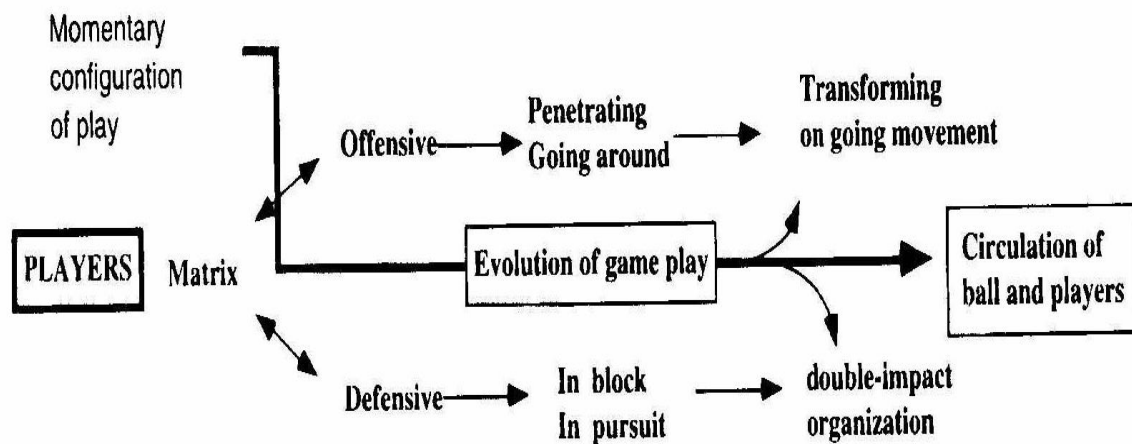 Momentary
configuration
of play
Offensive
Penetrating
Going around
Transforming
on going movement
PLAYERS
Matrix
Evolution of game play
Circulation of
ball and players
Defensive
In block
In pursuit
double-impact
organization